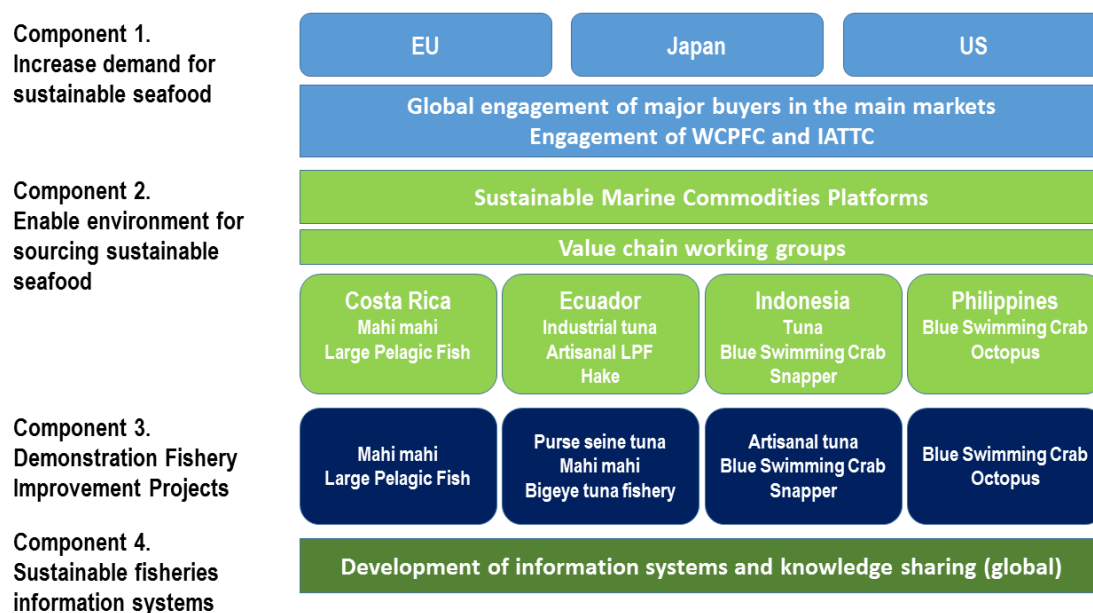 Component 1.
Increase demand for
sustainable seafood
EU
Japan
US
Global engagement of major buyers in the main markets
Engagement of WCPFC and IATTC
Component 2.
Enable environment for
sourcing sustainable
seafood
Sustainable Marine Commodities Platforms
Value chain working groups
Costa Rica
Mahi mahi
Large Pelagic Fish
Ecuador
Industrial tuna
Artisanal LPF
Hake
Indonesia
Tuna
Blue Swimming Crab
Snapper
Philippines
Blue Swimming Crab
Octopus
Component 3.
Demonstration Fishery
Improvement Projects
Mahi mahi
Large Pelagic Fish
Purse seine tuna
Mahi mahi
Bigeye tuna fishery
Artisanal tuna
Blue Swimming Crab
Snapper
Blue Swimming Crab
Octopus
Component 4.
Sustainable fisheries
information systems
Development of information systems and knowledge sharing (global)